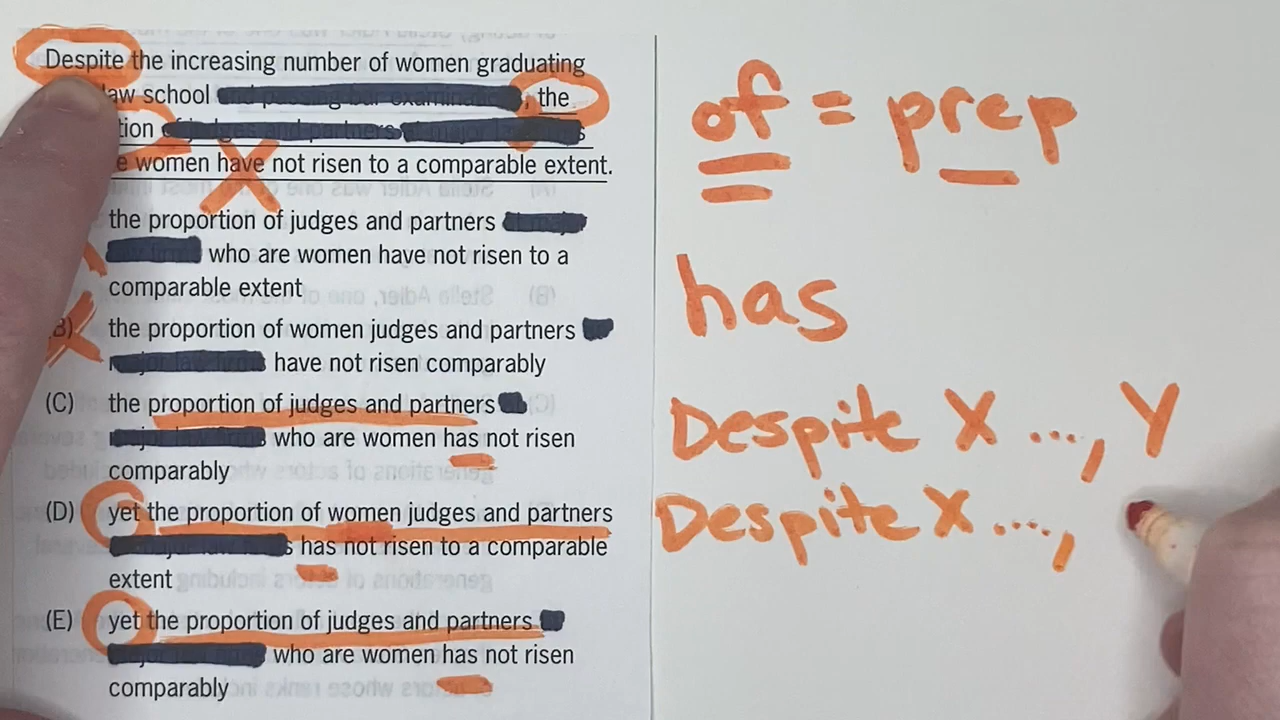 Despite the increasing number of women graduating
law school, the
tion
women have not risen to a comparable extent.
the proportion of judges and partners
who are women have not risen to a
comparable extent
(B) the proportion of women judges and partners
have not risen comparably
(C) the proportion of judges and partners
who are women has not risen
comparably
(D) yet the proportion of women judges and partners
has not risen to a comparable
extent
(E) yet the proportion of judges and partners
who are women has not risen
comparably
of = prep
has
Despite X ..., Y
Despite X ...,